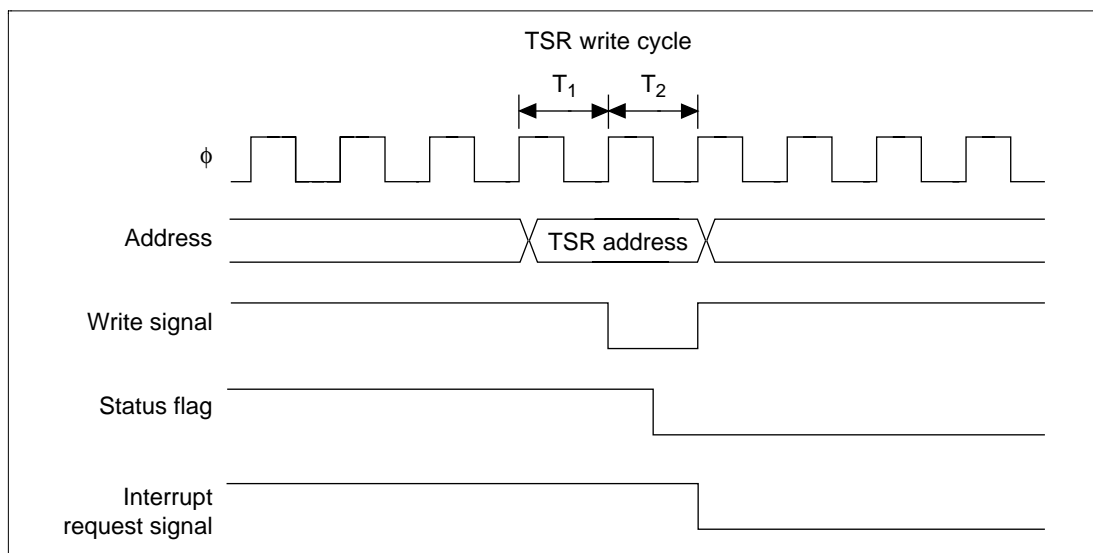 TSR write cycle
T1 T2
ϕ
Address
TSR address
Write signal
Status flag
Interrupt
request signal